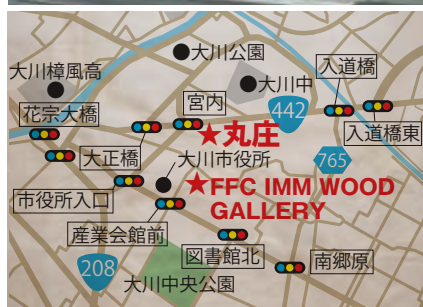 大川公園
大川樟風高
大川中
入道橋
花宗大橋
宮内
442
★丸庄
入道橋東
大正橋
大川市役所
765
市役所入口
★FFC IMM WOOD
GALLERY
産業会館前
図書館北
南郷原
208
大川中央公園